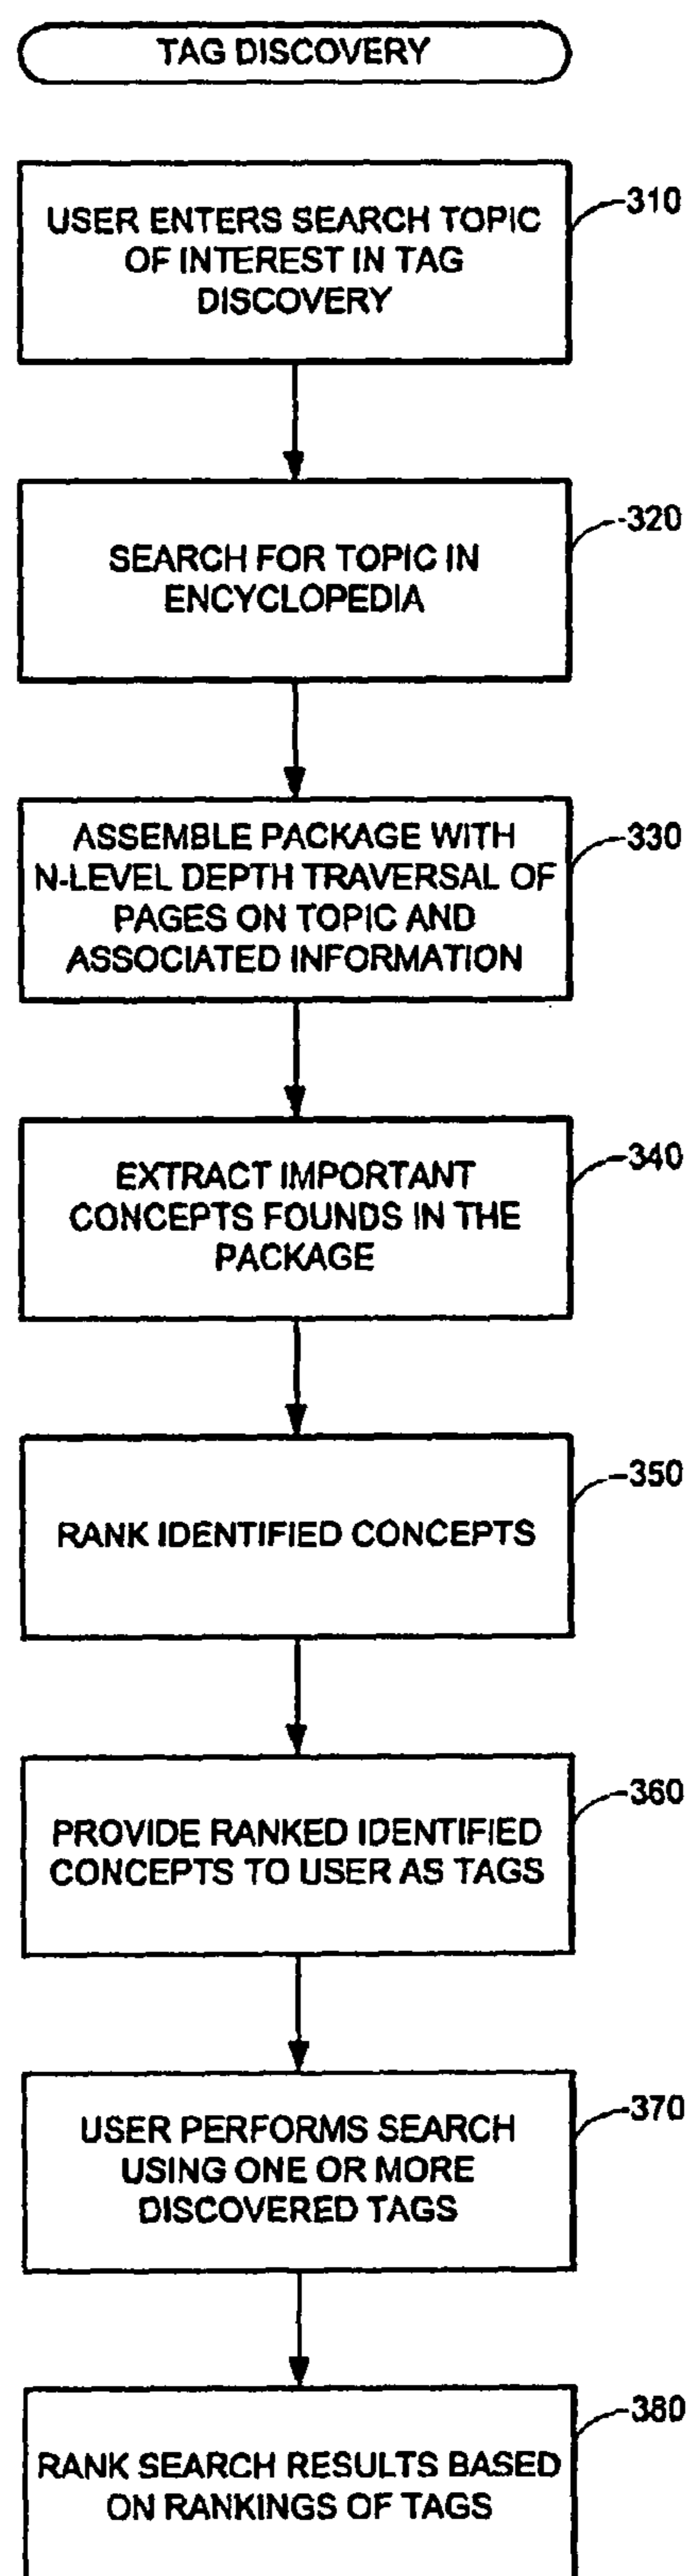 TAG DISCOVERY
USER ENTERS SEARCH TOPIC
OF INTEREST IN TAG
DISCOVERY
310
SEARCH FOR TOPIC IN
ENCYCLOPEDIA
320
ASSEMBLE PACKAGE WITH
N-LEVEL DEPTH TRAVERSAL OF
PAGES ON TOPIC AND
ASSOCIATED INFORMATION
330
EXTRACT IMPORTANT
CONCEPTS FOUNDS IN THE
PACKAGE
340
RANK IDENTIFIED CONCEPTS
350
PROVIDE RANKED IDENTIFIED
CONCEPTS TO USER AS TAGS
360
USER PERFORMS SEARCH
USING ONE OR MORE
DISCOVERED TAGS
370
RANK SEARCH RESULTS BASED
ON RANKINGS OF TAGS
380